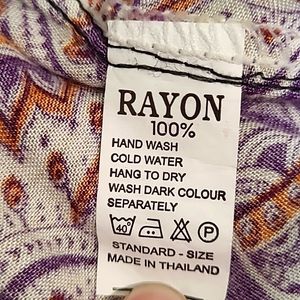 RAYON
100%
HAND WASH
COLD WATER
HANG TO DRY
WASH DARK COLOUR
SEPARATELY
40° P
STANDARD - SIZE
MADE IN THAILAND